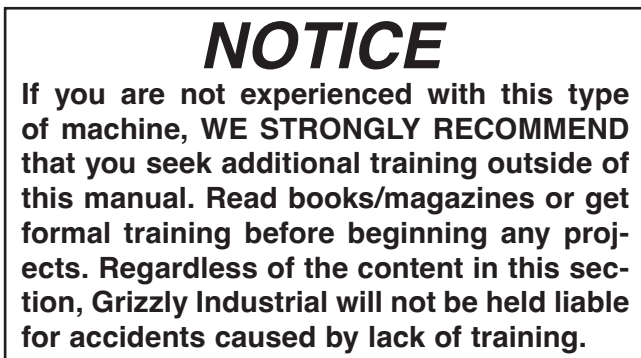 NOTICE
If you are not experienced with this type
of machine, WE STRONGLY RECOMMEND
that you seek additional training outside of
this manual. Read books/magazines or get
formal training before beginning any proj-
ects. Regardless of the content in this sec-
tion, Grizzly Industrial will not be held liable
for accidents caused by lack of training.